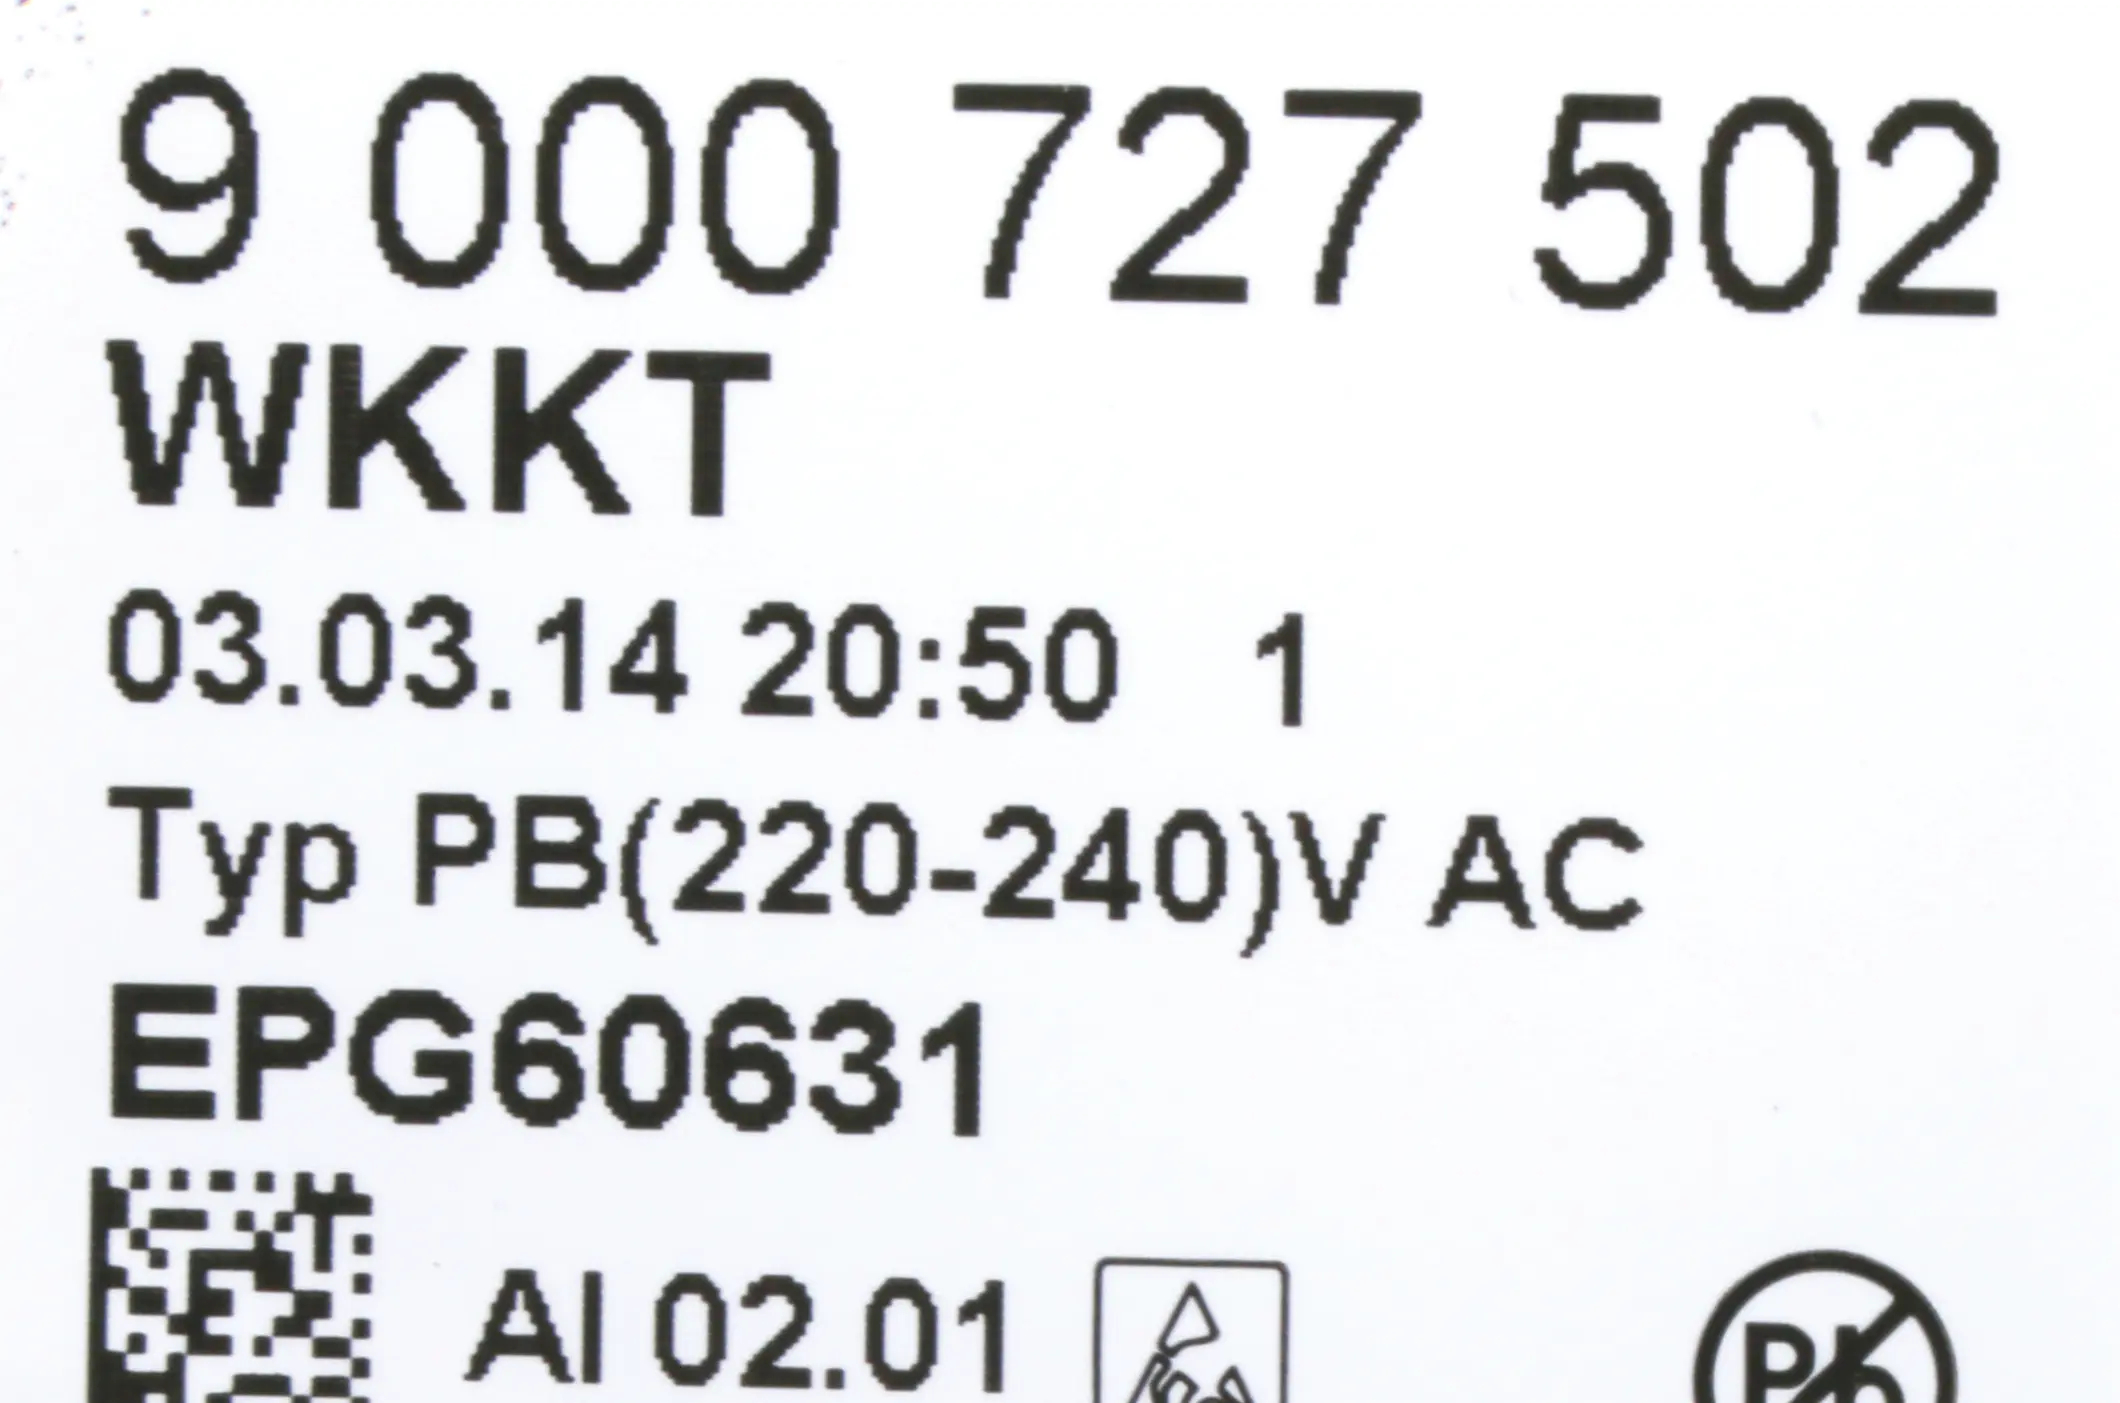 9 000 727 502
WKKT
03.03.14 20:50 1
Typ PB(220-240)V AC
EPG60631
AI 02.01
Pb